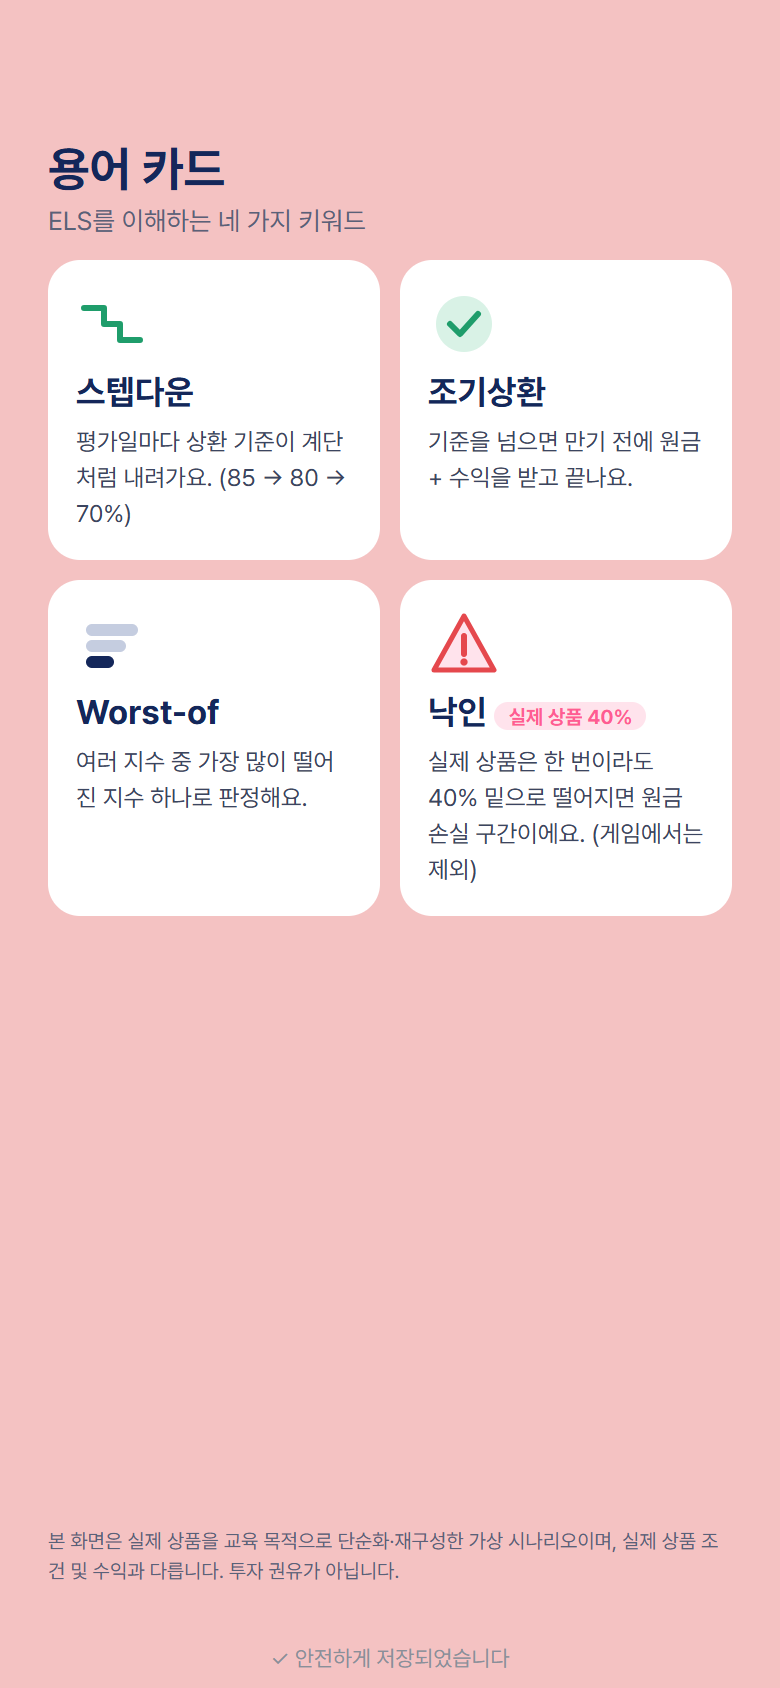 용어 카드
ELS를 이해하는 네 가지 키워드
스텝다운
평가일마다 상환 기준이 계단
처럼 내려가요. (85 → 80 →
70%)
조기상환
기준을 넘으면 만기 전에 원금
+ 수익을 받고 끝나요.
Worst-of
여러 지수 중 가장 많이 떨어
진 지수 하나로 판정해요.
낙인 실제 상품 40%
실제 상품은 한 번이라도
40% 밑으로 떨어지면 원금
손실 구간이에요. (게임에서는
제외)
본 화면은 실제 상품을 교육 목적으로 단순화·재구성한 가상 시나리오이며, 실제 상품 조
건 및 수익과 다릅니다. 투자 권유가 아닙니다.
✓ 안전하게 저장되었습니다